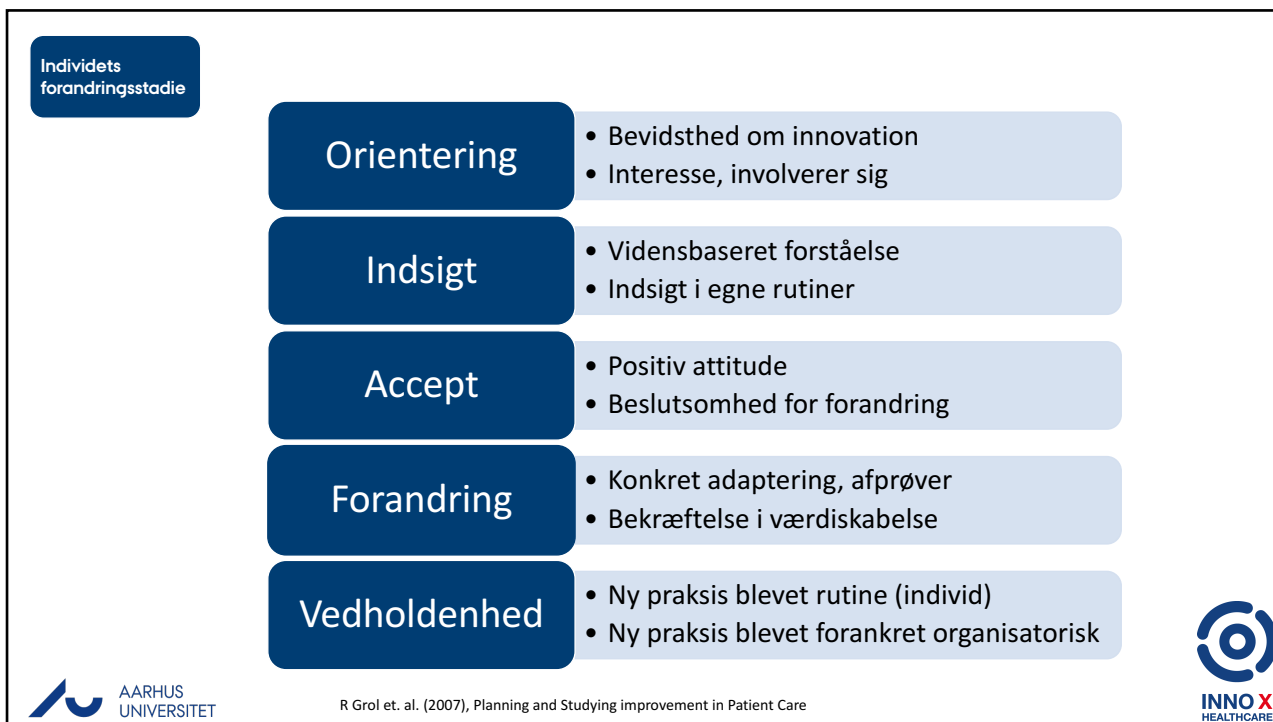 Individets
forandringsstadie
Orientering
• Bevidsthed om innovation
• Interesse, involverer sig
Indsigt
• Vidensbaseret forståelse
• Indsigt i egne rutiner
Accept
• Positiv attitude
• Beslutsomhed for forandring
Forandring
• Konkret adaptering, afprøver
• Bekræftelse i værdiskabelse
Vedholdenhed
• Ny praksis blevet rutine (individ)
• Ny praksis blevet forankret organisatorisk
AARHUS
UNIVERSITET
R Grol et. al. (2007), Planning and Studying improvement in Patient Care
INNO X
HEALTHCARE